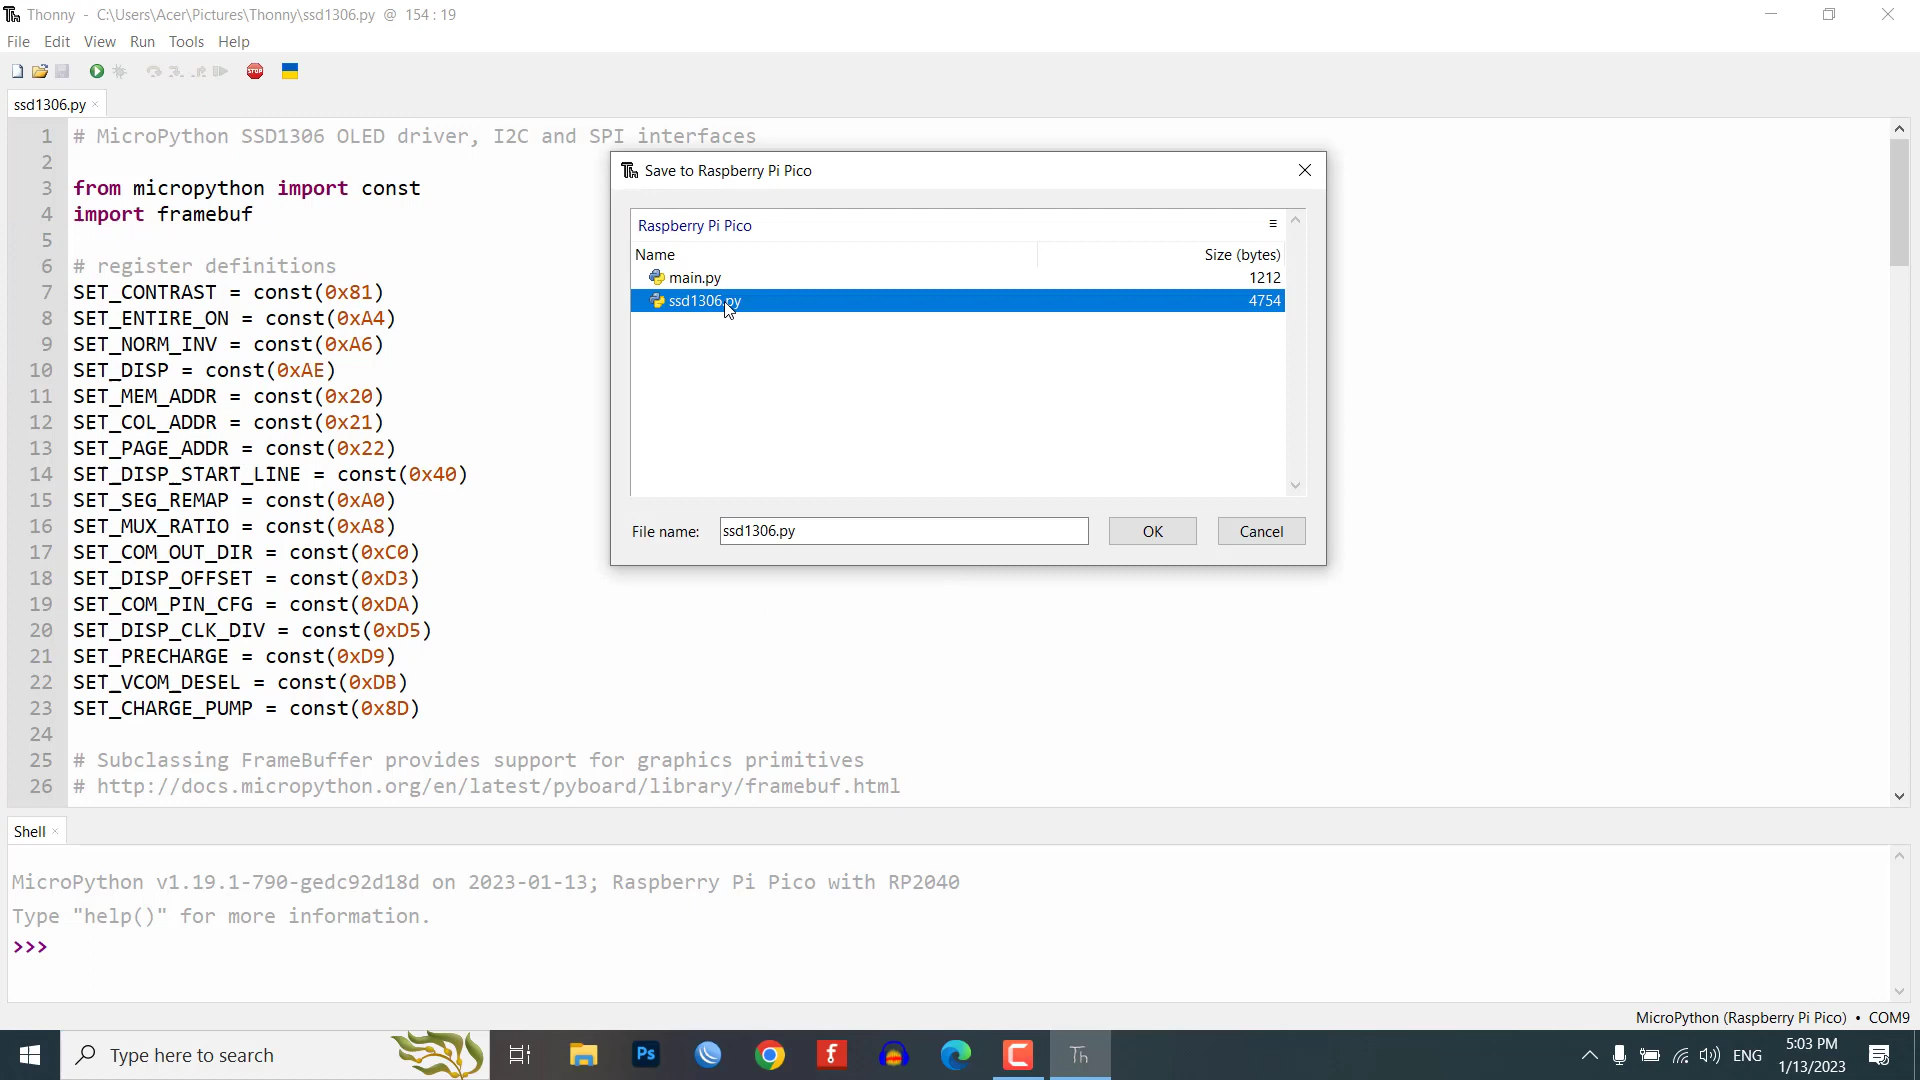 Thonny - C:\Users\Acer\Pictures\Thonny\ssd1306.py @ 154 : 19
File Edit View Run Tools Help
STOP
ssd1306.py
1 # MicroPython SSD1306 OLED driver, I2C and SPI interfaces
2
3 from micropython import const
4 import framebuf
5
6 # register definitions
7 SET_CONTRAST = const(0x81)
8 SET_ENTIRE_ON = const(0xA4)
9 SET_NORM_INV = const(0xA6)
10 SET_DISP = const(0xAE)
11 SET_MEM_ADDR = const(0x20)
12 SET_COL_ADDR = const(0x21)
13 SET_PAGE_ADDR = const(0x22)
14 SET_DISP_START_LINE = const(0x40)
15 SET_SEG_REMAP = const(0xA0)
16 SET_MUX_RATIO = const(0xA8)
17 SET_COM_OUT_DIR = const(0xC0)
18 SET_DISP_OFFSET = const(0xD3)
19 SET_COM_PIN_CFG = const(0xDA)
20 SET_DISP_CLK_DIV = const(0xD5)
21 SET_PRECHARGE = const(0xD9)
22 SET_VCOM_DESEL = const(0xDB)
23 SET_CHARGE_PUMP = const(0x8D)
24
25 # Subclassing FrameBuffer provides support for graphics primitives
26 # http://docs.micropython.org/en/latest/pyboard/library/framebuf.html
Save to Raspberry Pi Pico
Raspberry Pi Pico
Name Size (bytes)
main.py 1212
ssd1306.py 4754
File name: ssd1306.py OK Cancel
Shell
MicroPython v1.19.1-790-gedc92d18d on 2023-01-13; Raspberry Pi Pico with RP2040
Type "help()" for more information.
>>>
MicroPython (Raspberry Pi Pico) • COM9
Type here to search
Ps
Th
ENG
5:03 PM
1/13/2023